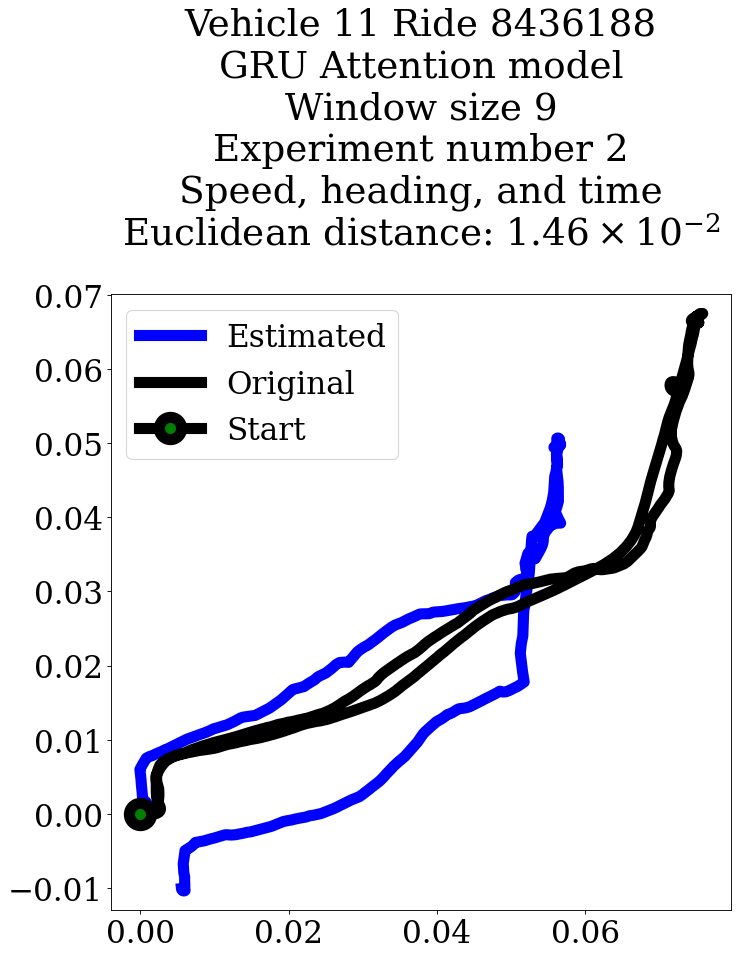 Vehicle 11 Ride 8436188
GRU Attention model
Window size 9
Experiment number 2
Speed, heading, and time
Euclidean distance: 1.46 × 10⁻²
0.07
Estimated
0.06
Original
Start
0.05
0.04
0.03
0.02
0.01
0.00
−0.01
0.00 0.02 0.04 0.06